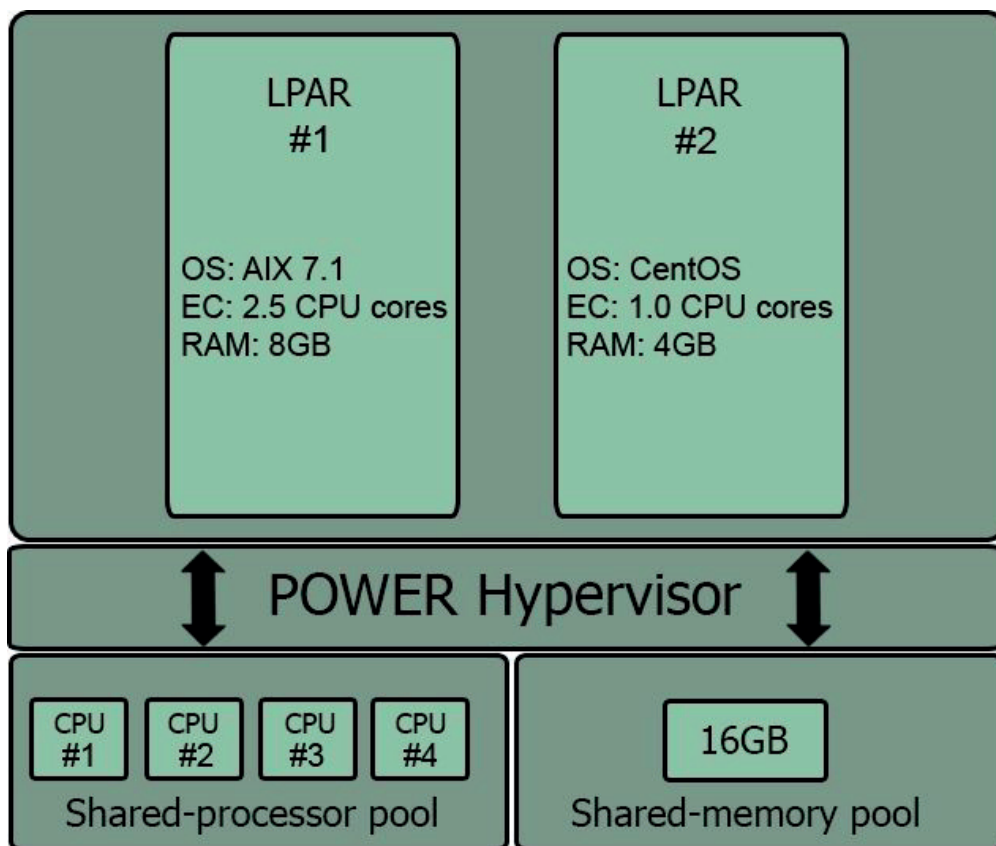 LPAR
#1
OS: AIX 7.1
EC: 2.5 CPU cores
RAM: 8GB
LPAR
#2
OS: CentOS
EC: 1.0 CPU cores
RAM: 4GB
POWER Hypervisor
CPU
#1
CPU
#2
CPU
#3
CPU
#4
Shared-processor pool
16GB
Shared-memory pool